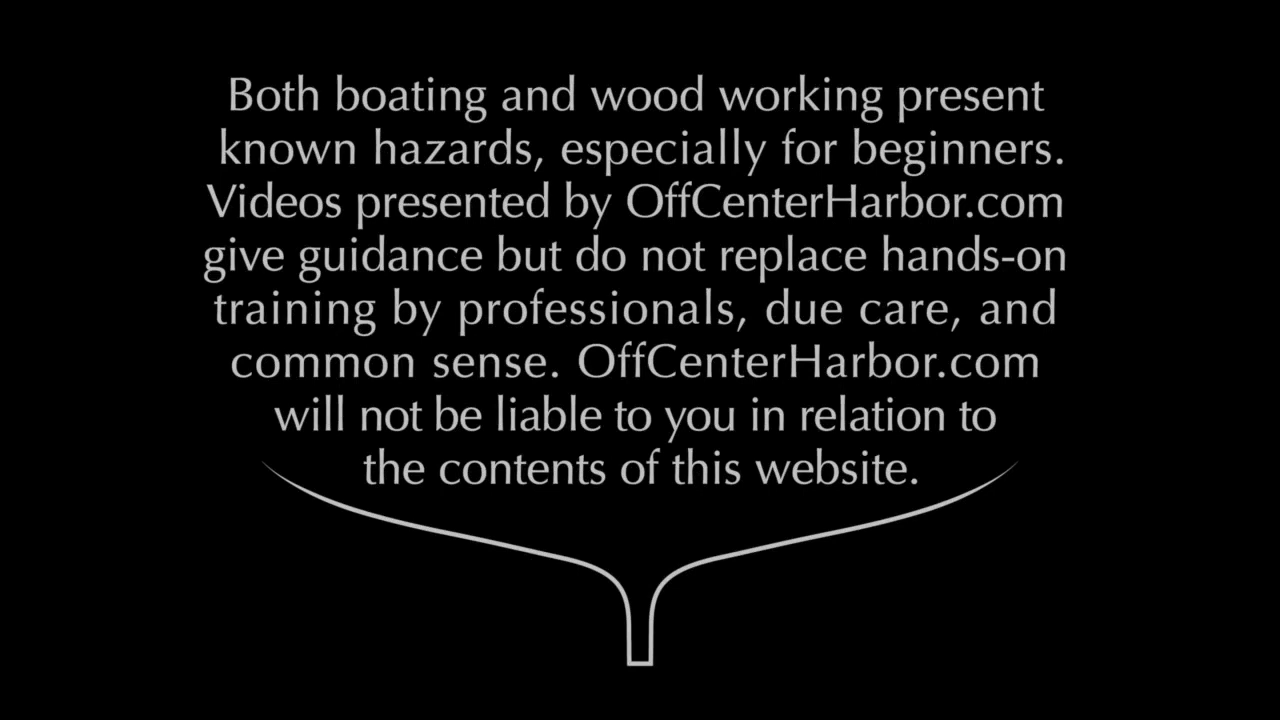 Both boating and wood working present
known hazards, especially for beginners.
Videos presented by OffCenterHarbor.com
give guidance but do not replace hands-on
training by professionals, due care, and
common sense. OffCenterHarbor.com
will not be liable to you in relation to
the contents of this website.